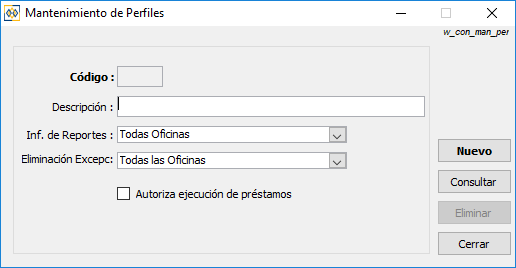 Mantenimiento de Perfiles
w_con_man_per
Código :
Descripción :
Inf. de Reportes : Todas Oficinas
Eliminación Excepc: Todas las Oficinas
Autoriza ejecución de préstamos
Nuevo
Consultar
Eliminar
Cerrar